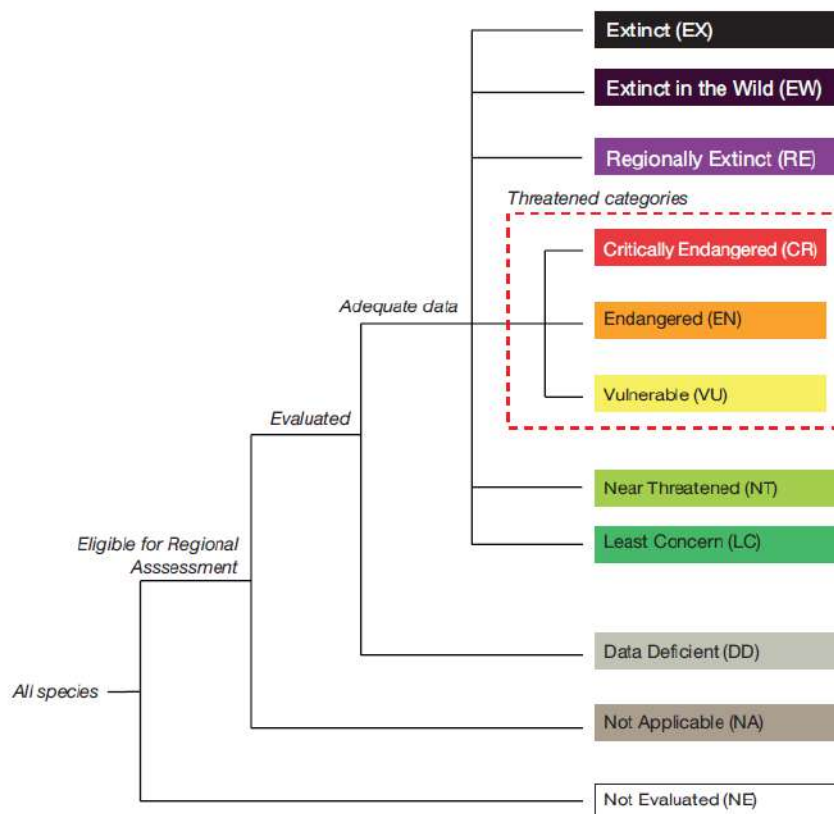 Extinct (EX)
Extinct in the Wild (EW)
Regionally Extinct (RE)
Threatened categories
Critically Endangered (CR)
Adequate data
Endangered (EN)
Vulnerable (VU)
Evaluated
Near Threatened (NT)
Eligible for Regional
Asssessment
Least Concern (LC)
Data Deficient (DD)
All species
Not Applicable (NA)
Not Evaluated (NE)